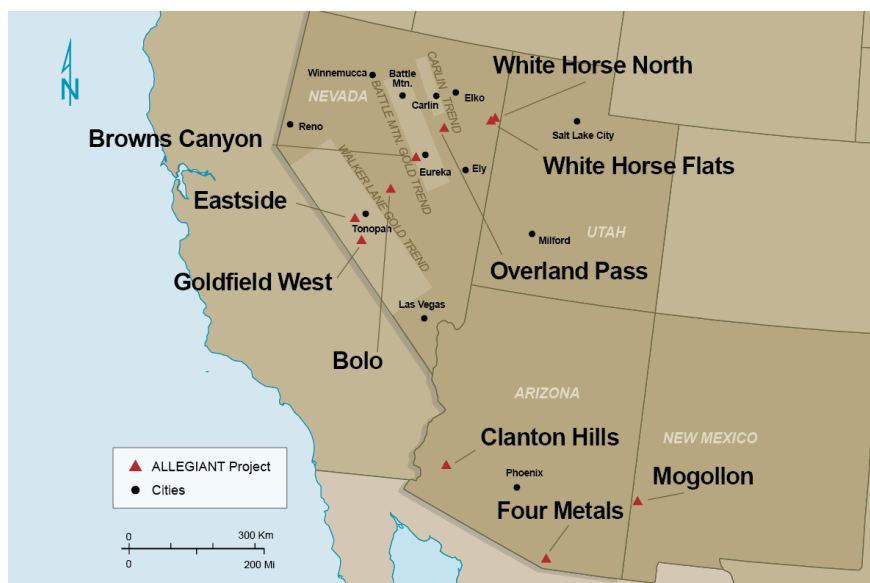 N
White Horse North
White Horse Flats
Browns Canyon
Eastside
Goldfield West
Overland Pass
Bolo
Clanton Hills
Four Metals
Mogollon
NEVADA
UTAH
ARIZONA
NEW MEXICO
CARLIN TREND
BATTLE MTN. GOLD TREND
WALKER LANE GOLD TREND
Winnemucca
Battle
Mtn.
Carlin
Elko
Reno
Salt Lake City
Eureka
Ely
Tonopah
Milford
Las Vegas
Phoenix
ALLEGIANT Project
Cities
0
300 Km
0
200 Mi